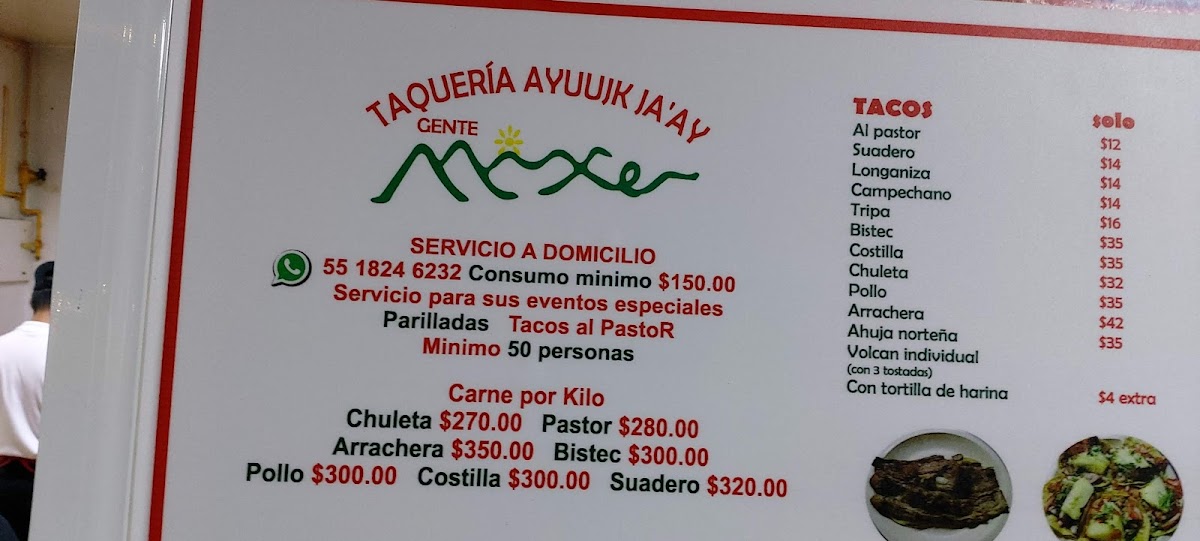 TAQUERÍA AYUUJK JA'AY
GENTE
Mixe
SERVICIO A DOMICILIO
55 1824 6232 Consumo minimo $150.00
Servicio para sus eventos especiales
Parilladas Tacos al PastoR
Minimo 50 personas
Carne por Kilo
Chuleta $270.00 Pastor $280.00
Arrachera $350.00 Bistec $300.00
Pollo $300.00 Costilla $300.00 Suadero $320.00
TACOS solo
Al pastor $12
Suadero $14
Longaniza $14
Campechano $14
Tripa $16
Bistec $35
Costilla $35
Chuleta $32
Pollo $35
Arrachera $42
Ahuja norteña $35
Volcan individual
(con 3 tostadas)
Con tortilla de harina $4 extra